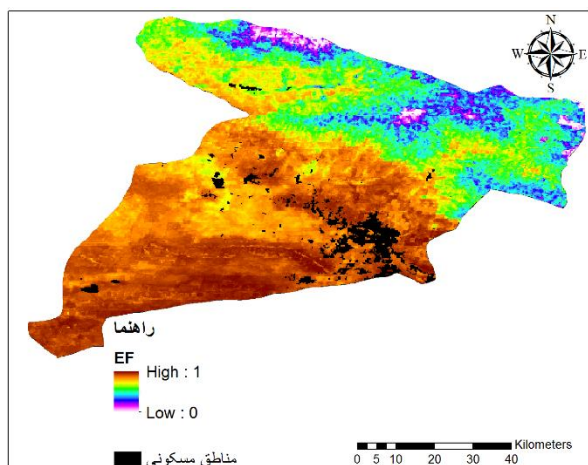 N
W E
S
راهنما
EF
High : 1
Low : 0
مناطق مسکونی
Kilometers
0 5 10 20 30 40